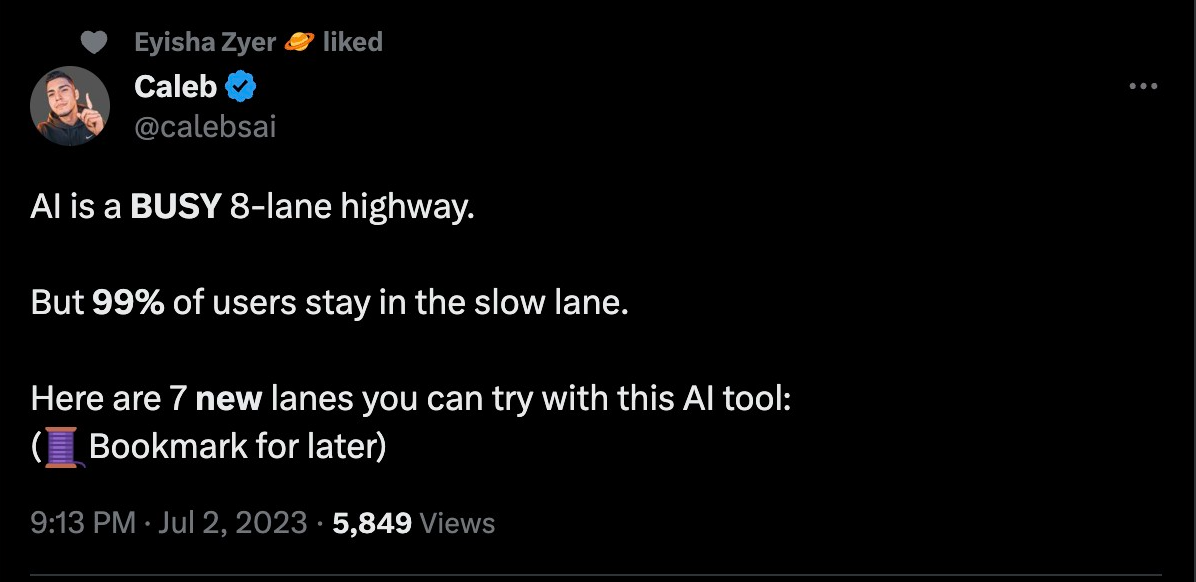 Eyisha Zyer 🪐 liked
Caleb
@calebsai
AI is a BUSY 8-lane highway.
But 99% of users stay in the slow lane.
Here are 7 new lanes you can try with this AI tool:
(🧵 Bookmark for later)
9:13 PM · Jul 2, 2023 · 5,849 Views